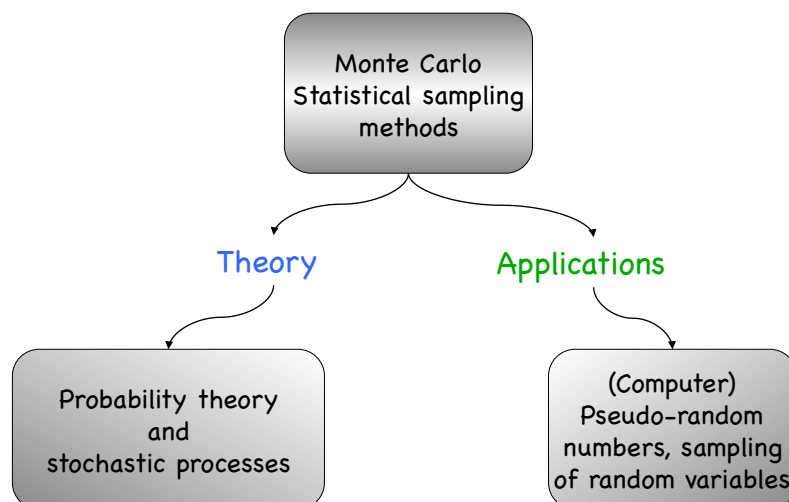 Monte Carlo
Statistical sampling
methods
Theory
Applications
Probability theory
and
stochastic processes
(Computer)
Pseudo-random
numbers, sampling
of random variables